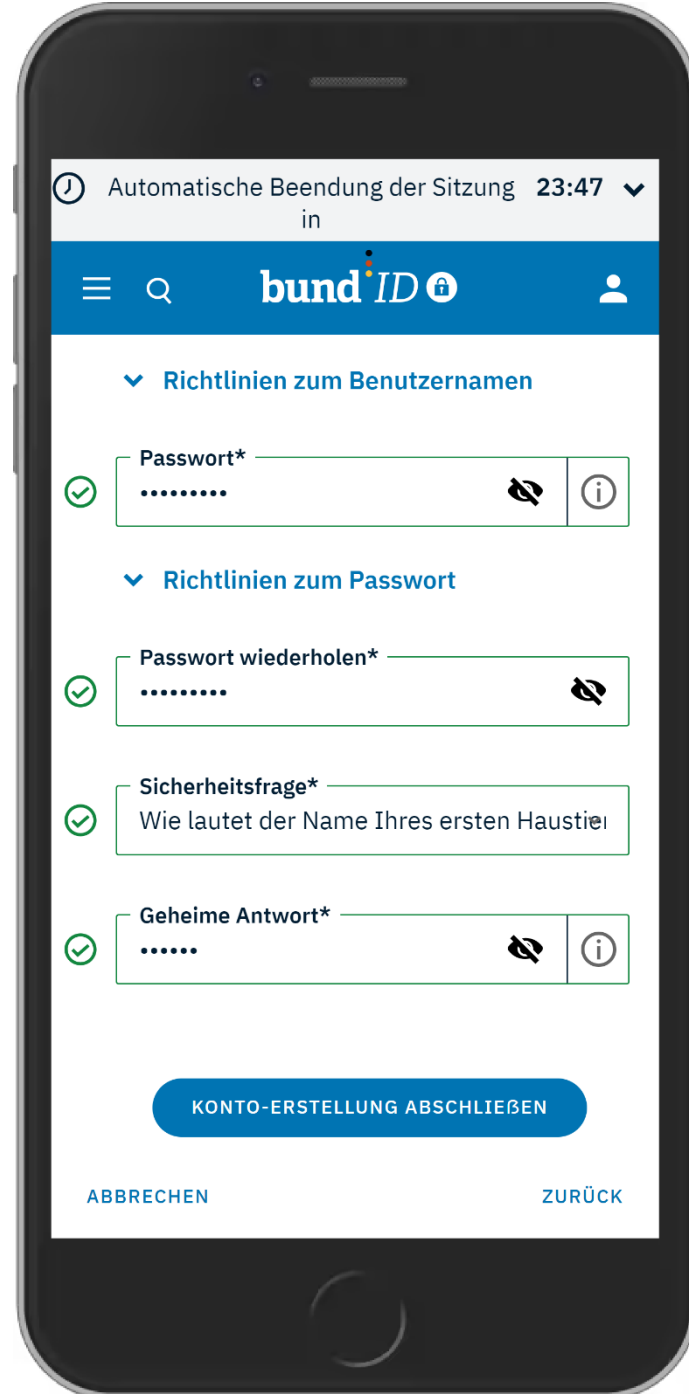 Automatische Beendung der Sitzung 23:47
in
bund ID
Richtlinien zum Benutzernamen
Passwort*
•••••••••
Richtlinien zum Passwort
Passwort wiederholen*
•••••••••
Sicherheitsfrage*
Wie lautet der Name Ihres ersten
Geheime Antwort*
••••••
KONTO-ERSTELLUNG ABSCHLIEẞEN
ABBRECHEN ZURÜCK